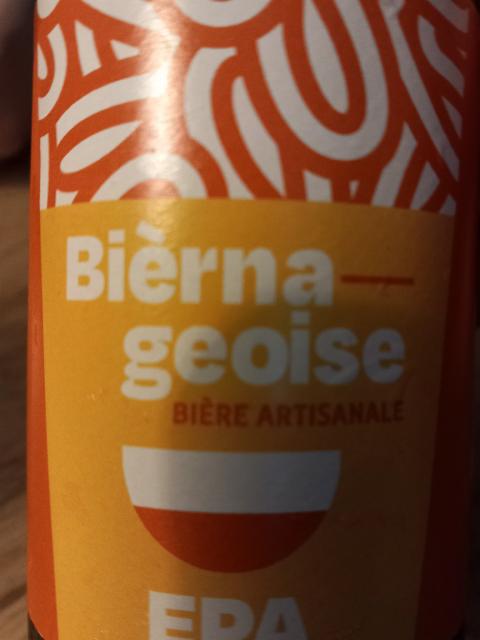 Bièrna—
geoise
BIÈRE ARTISANALE
EPA